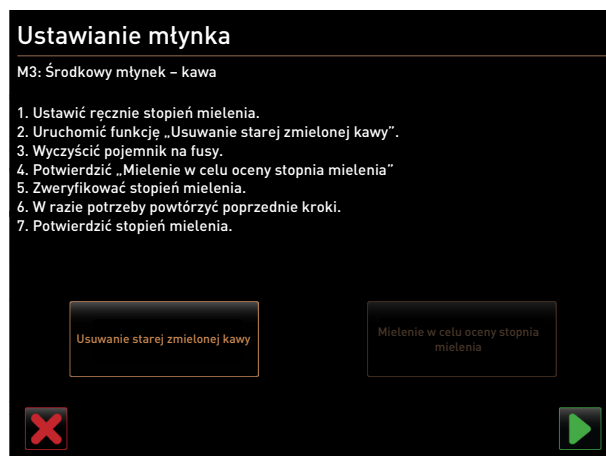 Ustawianie młynka
M3: Środkowy młynek – kawa
1. Ustawić ręcznie stopień mielenia.
2. Uruchomić funkcję „Usuwanie starej zmielonej kawy”.
3. Wyczyścić pojemnik na fusy.
4. Potwierdzić „Mielenie w celu oceny stopnia mielenia”
5. Zweryfikować stopień mielenia.
6. W razie potrzeby powtórzyć poprzednie kroki.
7. Potwierdzić stopień mielenia.
Usuwanie starej zmielonej kawy
Mielenie w celu oceny stopnia
mielenia